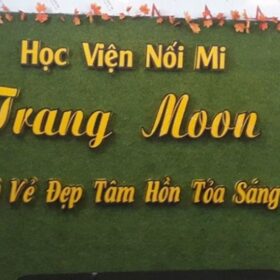 Học Viện Nối Mi
Trang Moon
Vẻ Đẹp Tâm Hồn Tỏa Sáng